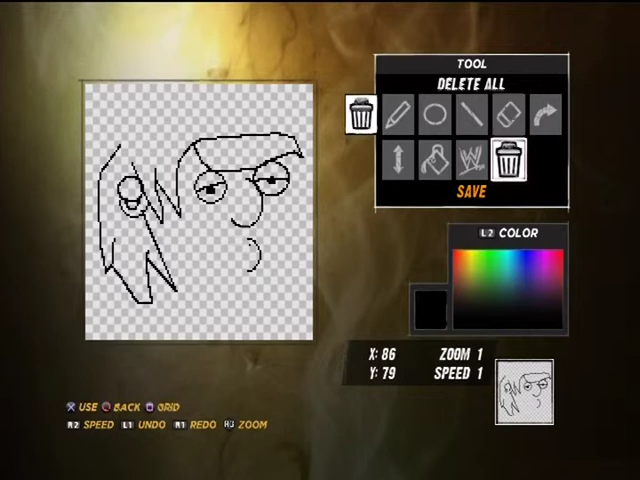 TOOL
DELETE ALL
SAVE
L2 COLOR
X: 86 ZOOM 1
Y: 79 SPEED 1
USE BACK GRID
R2 SPEED L1 UNDO R1 REDO R3 ZOOM